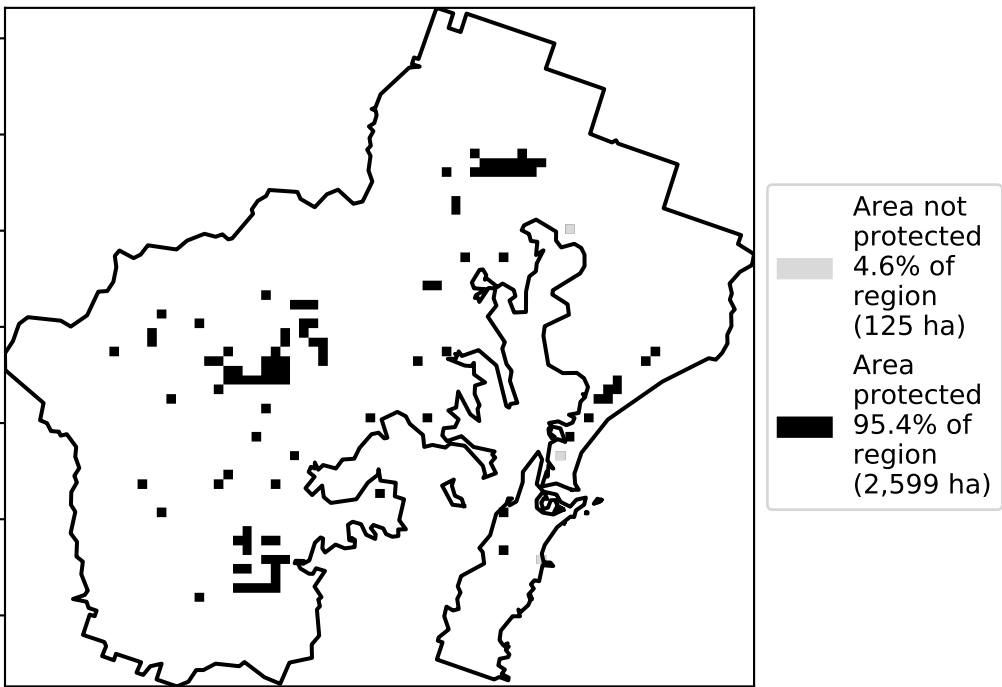 Area not
protected
4.6% of
region
(125 ha)
Area
protected
95.4% of
region
(2,599 ha)